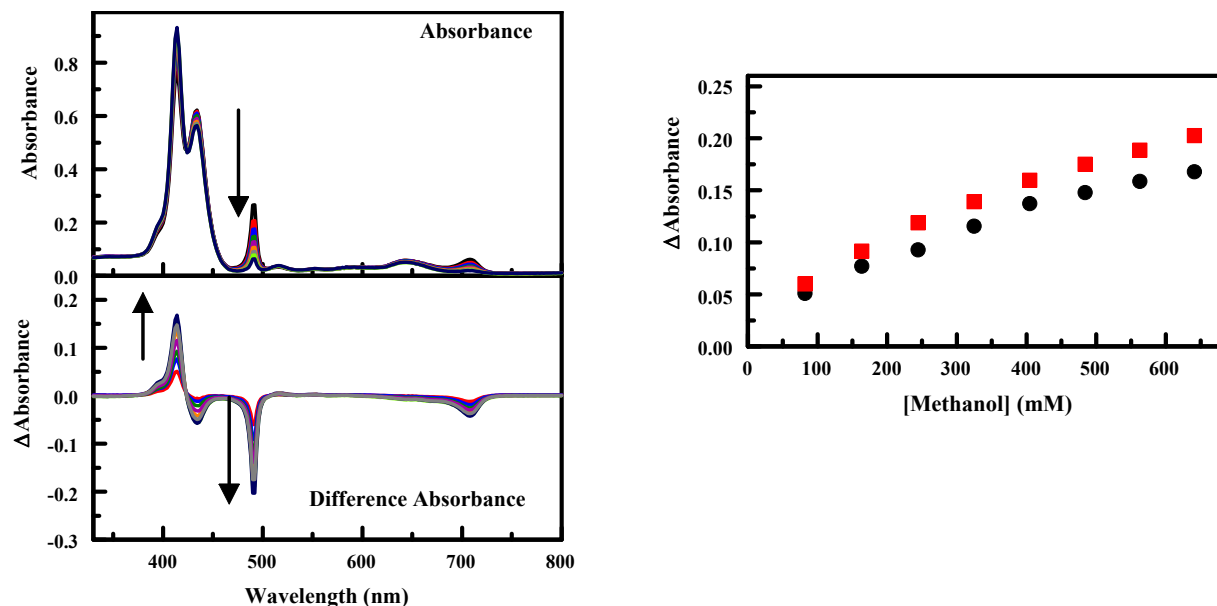 Absorbance
Absorbance
0.8
0.6
0.4
0.2
0.0
0.2
0.1
0.0
-0.1
-0.2
-0.3
ΔAbsorbance
Difference Absorbance
400 500 600 700 800
Wavelength (nm)
0.25
0.20
0.15
0.10
0.05
0.00
ΔAbsorbance
0 100 200 300 400 500 600
[Methanol] (mM)